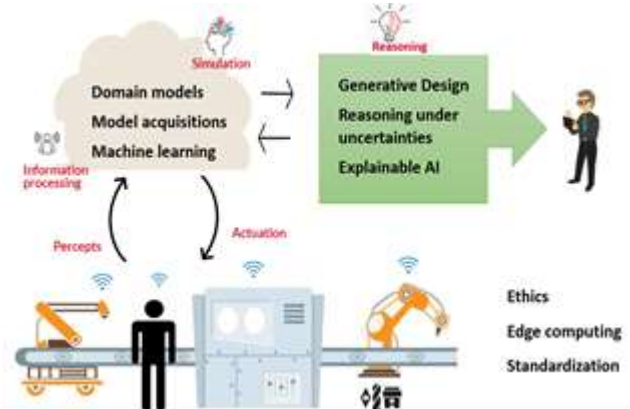 Reasoning
Simulation
Domain models
Model acquisitions
Machine learning
Generative Design
Reasoning under
uncertainties
Explainable AI
Information
processing
Percepts
Actuation
Ethics
Edge computing
Standardization